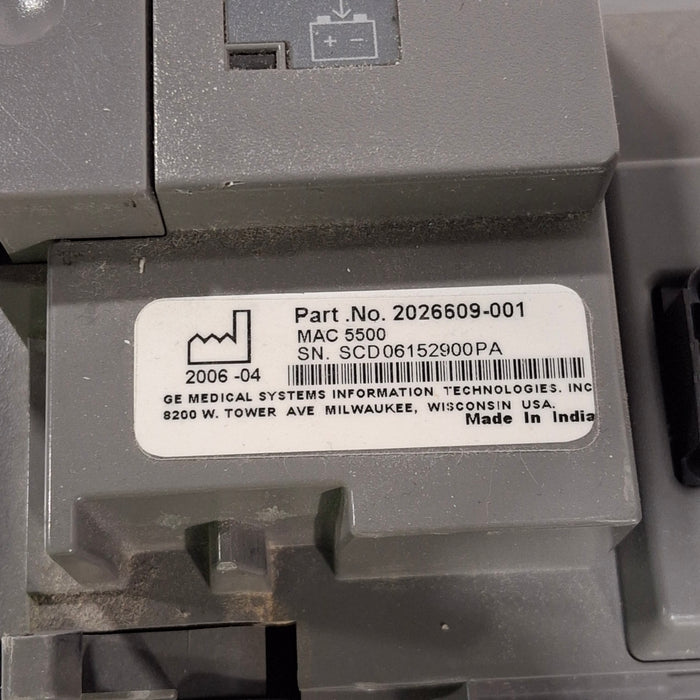 Part .No. 2026609-001
MAC 5500
SN. SCD06152900PA
2006 -04
GE MEDICAL SYSTEMS INFORMATION TECHNOLOGIES. INC
8200 W. TOWER AVE MILWAUKEE, WISCONSIN USA.
Made In India